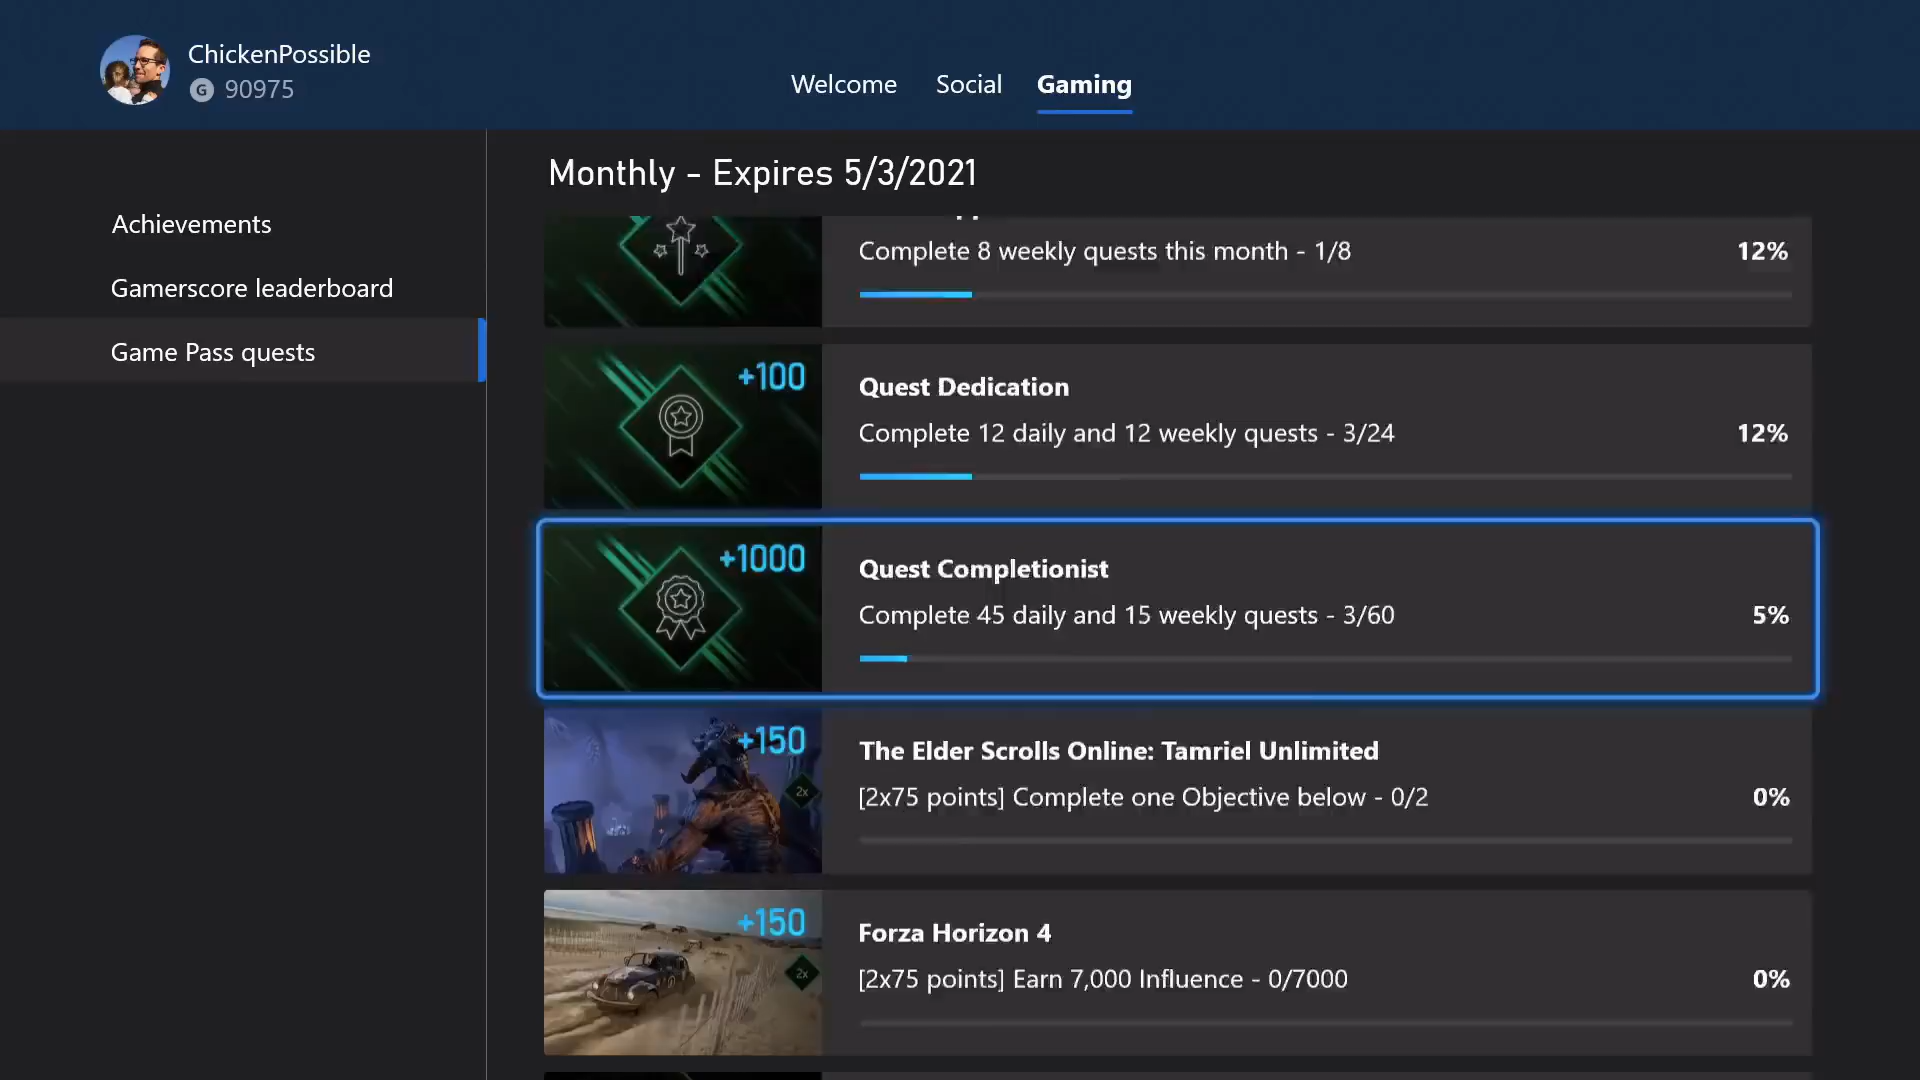 ChickenPossible
G 90975
Welcome Social Gaming
Achievements
Gamerscore leaderboard
Game Pass quests
Monthly - Expires 5/3/2021
Complete 8 weekly quests this month - 1/8
12%
+100
Quest Dedication
Complete 12 daily and 12 weekly quests - 3/24
12%
+1000
Quest Completionist
Complete 45 daily and 15 weekly quests - 3/60
5%
+150
2x
The Elder Scrolls Online: Tamriel Unlimited
[2x75 points] Complete one Objective below - 0/2
0%
+150
2x
Forza Horizon 4
[2x75 points] Earn 7,000 Influence - 0/7000
0%